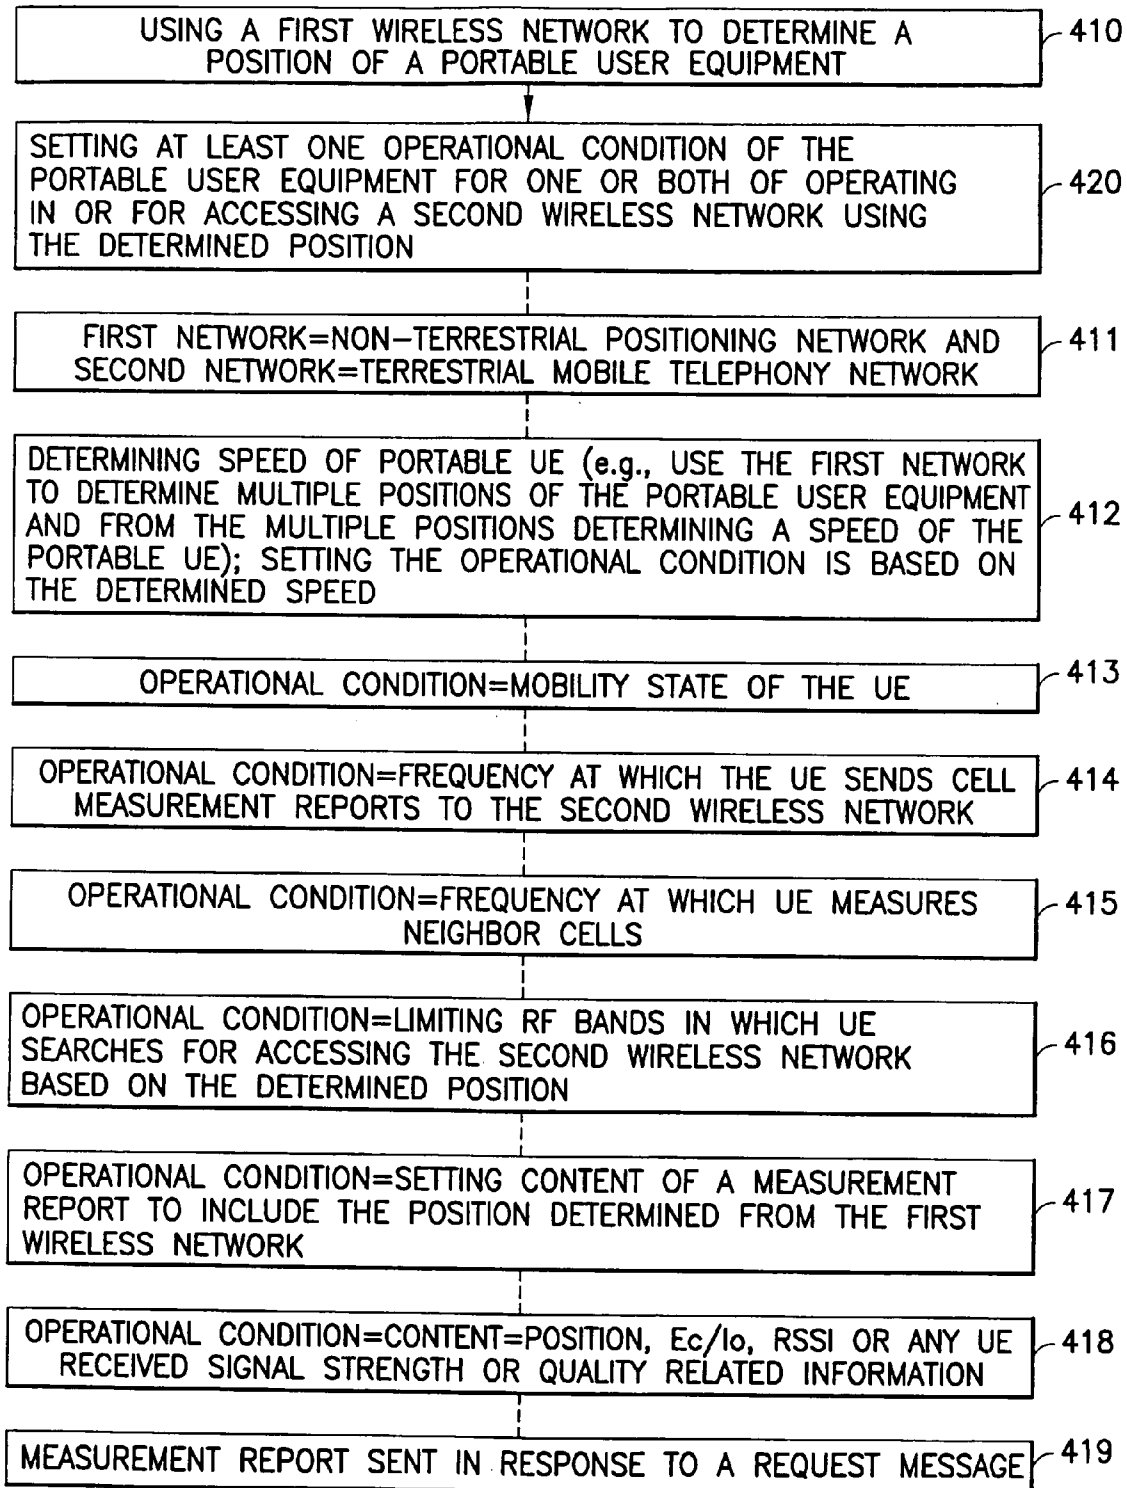 USING A FIRST WIRELESS NETWORK TO DETERMINE A
POSITION OF A PORTABLE USER EQUIPMENT
410
SETTING AT LEAST ONE OPERATIONAL CONDITION OF THE
PORTABLE USER EQUIPMENT FOR ONE OR BOTH OF OPERATING
IN OR FOR ACCESSING A SECOND WIRELESS NETWORK USING
THE DETERMINED POSITION
420
FIRST NETWORK=NON-TERRESTRIAL POSITIONING NETWORK AND
SECOND NETWORK=TERRESTRIAL MOBILE TELEPHONY NETWORK
411
DETERMINING SPEED OF PORTABLE UE (e.g., USE THE FIRST NETWORK
TO DETERMINE MULTIPLE POSITIONS OF THE PORTABLE USER EQUIPMENT
AND FROM THE MULTIPLE POSITIONS DETERMINING A SPEED OF THE
PORTABLE UE); SETTING THE OPERATIONAL CONDITION IS BASED ON
THE DETERMINED SPEED
412
OPERATIONAL CONDITION=MOBILITY STATE OF THE UE
413
OPERATIONAL CONDITION=FREQUENCY AT WHICH THE UE SENDS CELL
MEASUREMENT REPORTS TO THE SECOND WIRELESS NETWORK
414
OPERATIONAL CONDITION=FREQUENCY AT WHICH UE MEASURES
NEIGHBOR CELLS
415
OPERATIONAL CONDITION=LIMITING RF BANDS IN WHICH UE
SEARCHES FOR ACCESSING THE SECOND WIRELESS NETWORK
BASED ON THE DETERMINED POSITION
416
OPERATIONAL CONDITION=SETTING CONTENT OF A MEASUREMENT
REPORT TO INCLUDE THE POSITION DETERMINED FROM THE FIRST
WIRELESS NETWORK
417
OPERATIONAL CONDITION=CONTENT=POSITION, Ec/Io, RSSI OR ANY UE
RECEIVED SIGNAL STRENGTH OR QUALITY RELATED INFORMATION
418
MEASUREMENT REPORT SENT IN RESPONSE TO A REQUEST MESSAGE
419